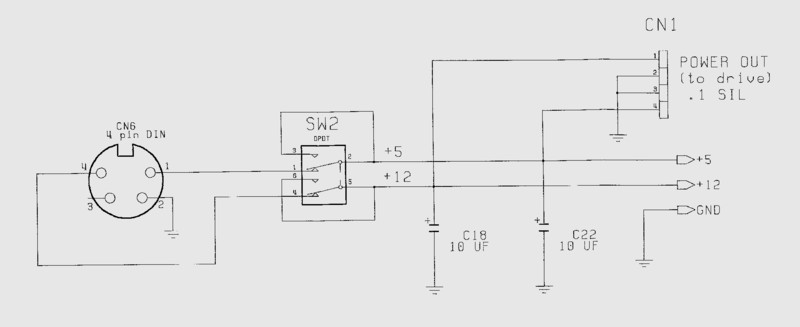 CN1
1
2
3
4
POWER OUT
(to drive)
.1 SIL
CN6
4 pin DIN
4
1
3
2
SW2
DPDT
3
1
6
4
2
5
+5
+12
+5
+12
GND
+
C18
10 UF
+
C22
10 UF